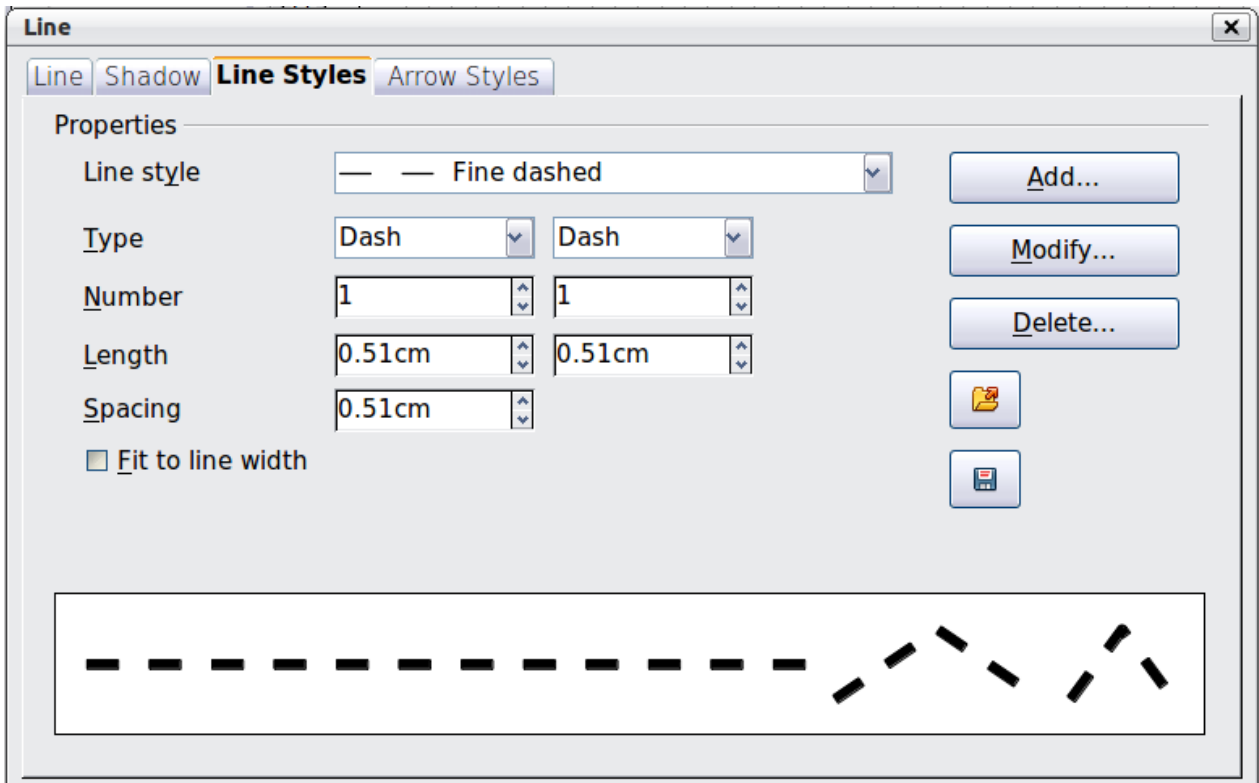 Line
Line Shadow Line Styles Arrow Styles
Properties
Line style Fine dashed Add...
Type Dash Dash Modify...
Number 1 1 Delete...
Length 0.51cm 0.51cm
Spacing 0.51cm
Fit to line width